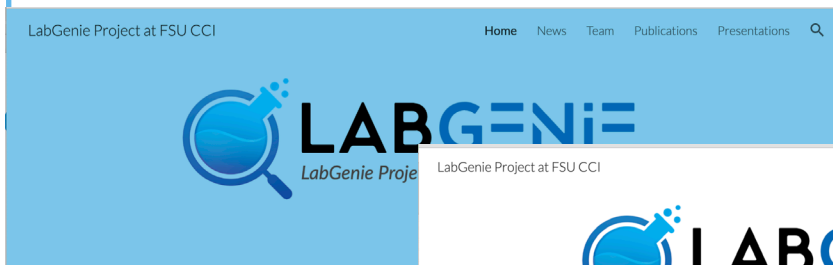 LabGenie Project at FSU CCI
Home News Team Publications Presentations
LABGENiE
LabGenie Proje
LabGenie Project at FSU CCI
LAB